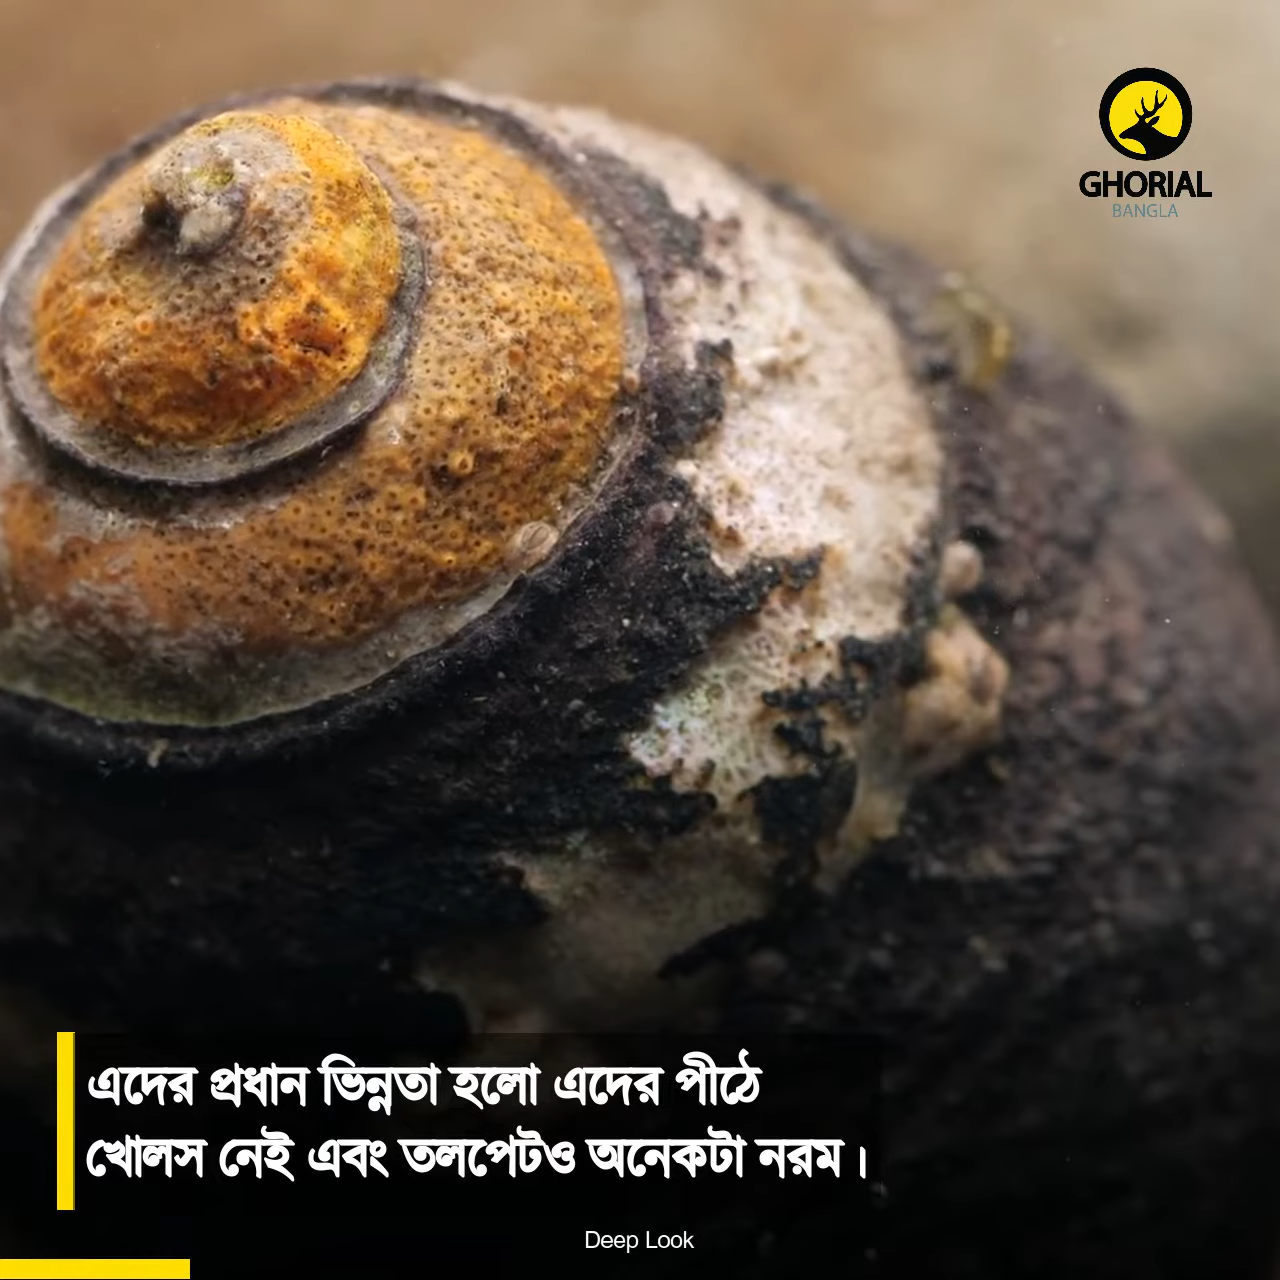 GHORIAL
BANGLA
এদের প্রধান ভিন্নতা হলো এদের পীঠে
খোলস নেই এবং তলপেটও অনেকটা নরম।
Deep Look